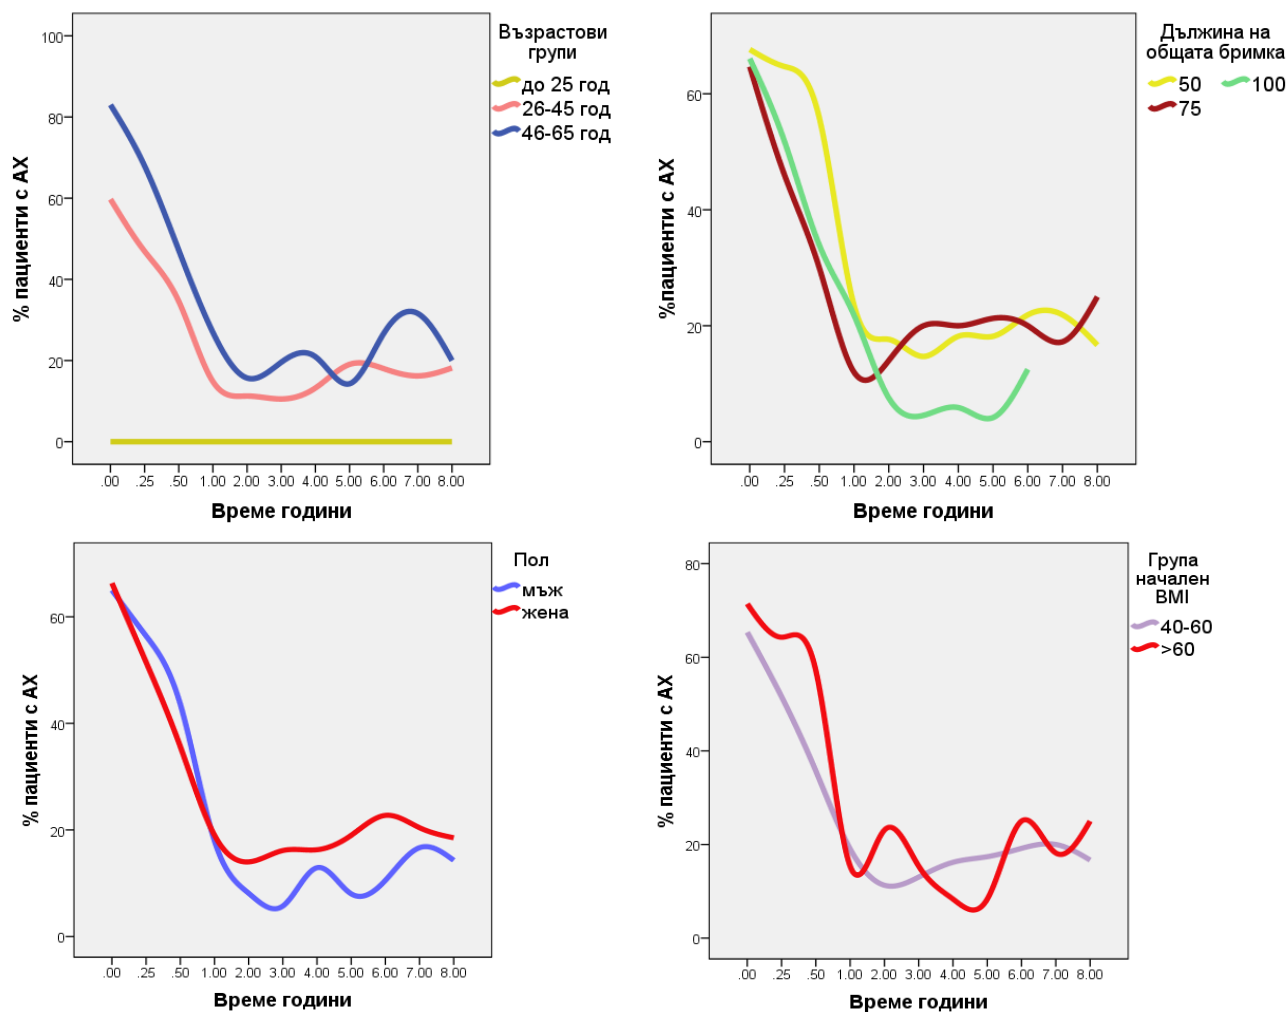 Възрастови
групи
до 25 год
26-45 год
46-65 год
% пациенти с АХ
100
80
60
40
20
0
.00 .25 .50 1.00 2.00 3.00 4.00 5.00 6.00 7.00 8.00
Време години
Дължина на
общата бримка
50 100
75
%пациенти с АХ
60
40
20
0
.00 .25 .50 1.00 2.00 3.00 4.00 5.00 6.00 7.00 8.00
Време години
Пол
мъж
жена
% пациенти с АХ
60
40
20
0
.00 .25 .50 1.00 2.00 3.00 4.00 5.00 6.00 7.00 8.00
Време години
Група
начален
BMI
40-60
>60
% пациенти с АХ
80
60
40
20
0
.00 .25 .50 1.00 2.00 3.00 4.00 5.00 6.00 7.00 8.00
Време години